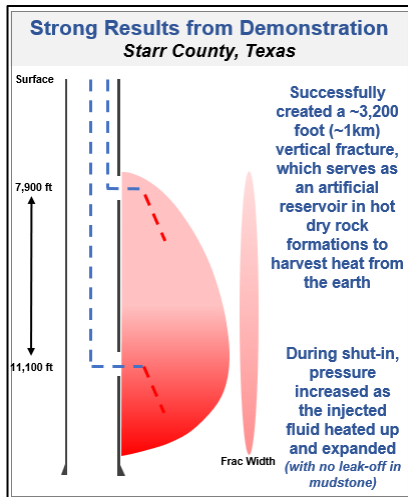 Strong Results from Demonstration
Starr County, Texas
Surface
7,900 ft
11,100 ft
Successfully
created a ~3,200
foot (~1km)
vertical fracture,
which serves as
an artificial
reservoir in hot
dry rock
formations to
harvest heat from
the earth
During shut-in,
pressure
increased as
the injected
fluid heated up
and expanded
(with no leak-off in
mudstone)
Frac Width